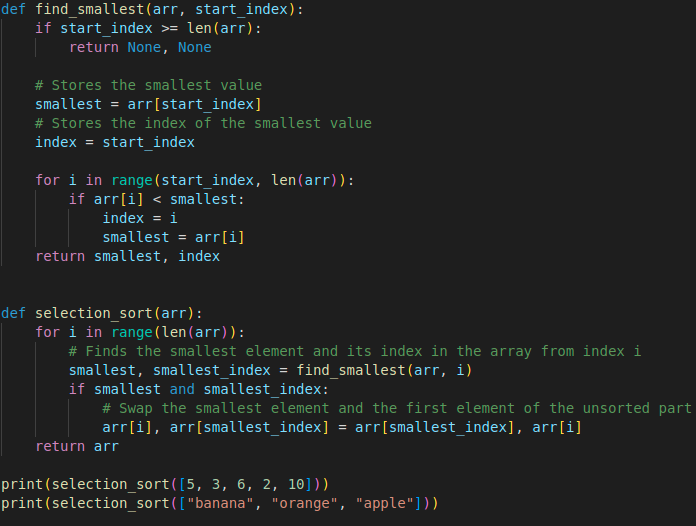 def find_smallest(arr, start_index):
    if start_index >= len(arr):
        return None, None

    # Stores the smallest value
    smallest = arr[start_index]
    # Stores the index of the smallest value
    index = start_index

    for i in range(start_index, len(arr)):
        if arr[i] < smallest:
            index = i
            smallest = arr[i]
    return smallest, index


def selection_sort(arr):
    for i in range(len(arr)):
        # Finds the smallest element and its index in the array from index i
        smallest, smallest_index = find_smallest(arr, i)
        if smallest and smallest_index:
            # Swap the smallest element and the first element of the unsorted part
            arr[i], arr[smallest_index] = arr[smallest_index], arr[i]
    return arr

print(selection_sort([5, 3, 6, 2, 10]))
print(selection_sort(["banana", "orange", "apple"]))